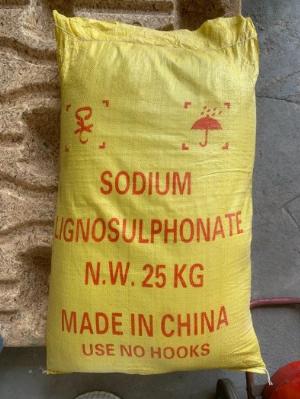 SODIUM
LIGNOSULPHONATE
N.W. 25 KG
MADE IN CHINA
USE NO HOOKS